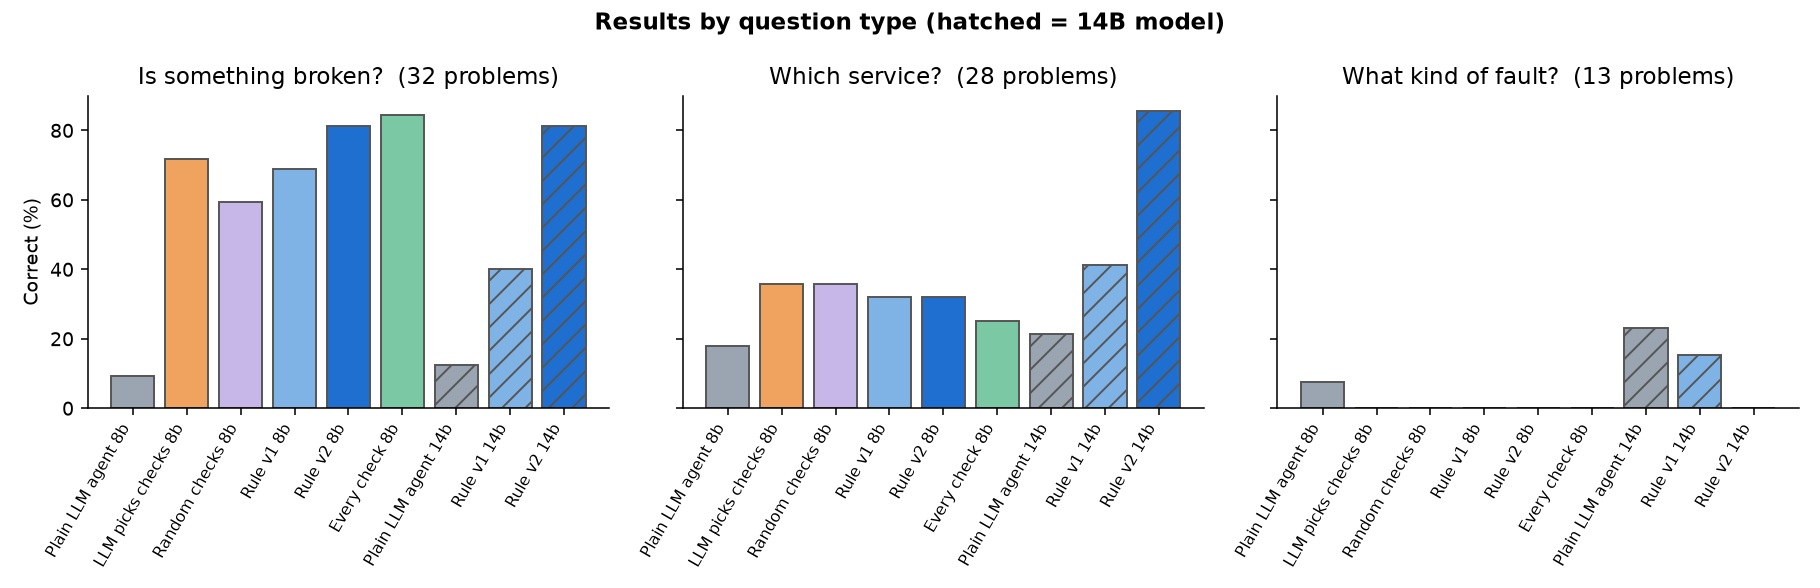 Results by question type (hatched = 14B model)
Is something broken?  (32 problems)
Which service?  (28 problems)
What kind of fault?  (13 problems)
Correct (%)
80
60
40
20
0
Plain LLM agent 8b
LLM picks checks 8b
Random checks 8b
Rule v1 8b
Rule v2 8b
Every check 8b
Plain LLM agent 14b
Rule v1 14b
Rule v2 14b
Plain LLM agent 8b
LLM picks checks 8b
Random checks 8b
Rule v1 8b
Rule v2 8b
Every check 8b
Plain LLM agent 14b
Rule v1 14b
Rule v2 14b
Plain LLM agent 8b
LLM picks checks 8b
Random checks 8b
Rule v1 8b
Rule v2 8b
Every check 8b
Plain LLM agent 14b
Rule v1 14b
Rule v2 14b